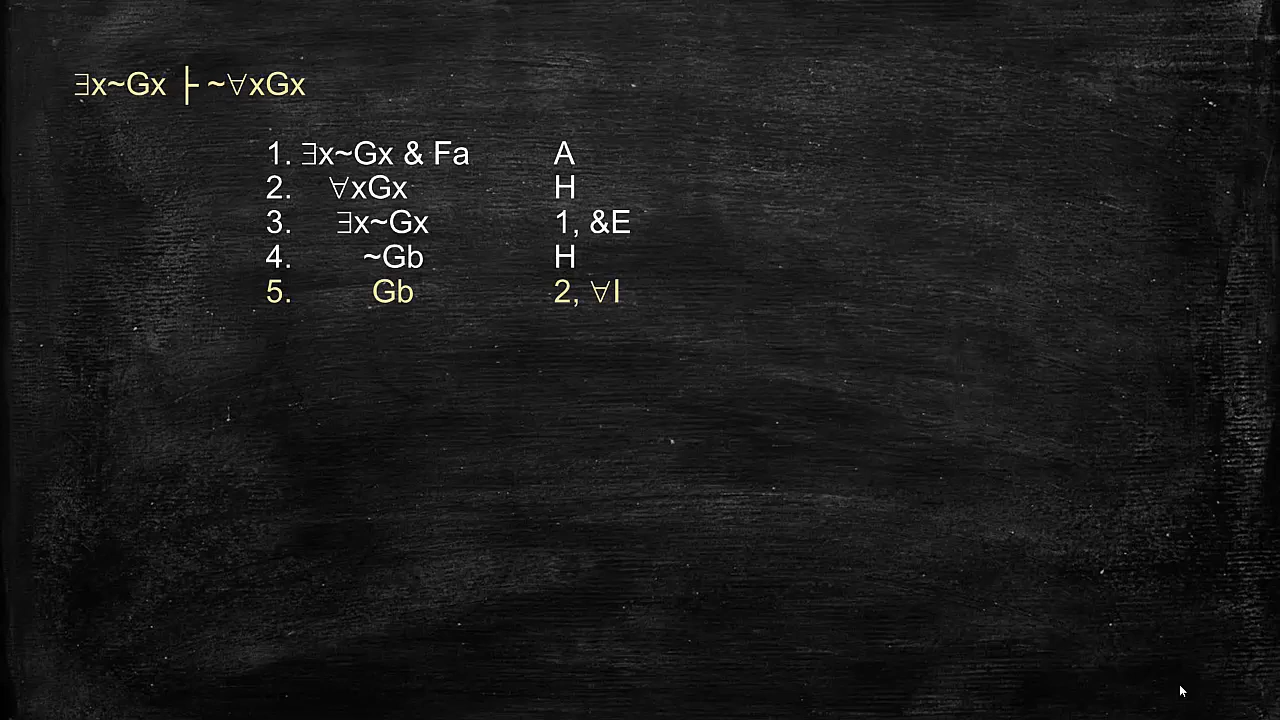 ∃x~Gx ├ ~∀xGx
1. ∃x~Gx & Fa A
2. ∀xGx H
3. ∃x~Gx 1, &E
4. ~Gb H
5. Gb 2, ∀I